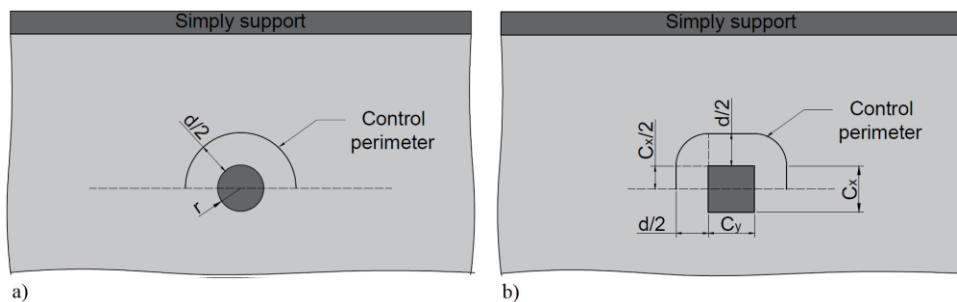 Simply support
d/2
Control
perimeter
r
a)
Simply support
Cx/2
d/2
Control
perimeter
Cx
d/2
Cy
b)